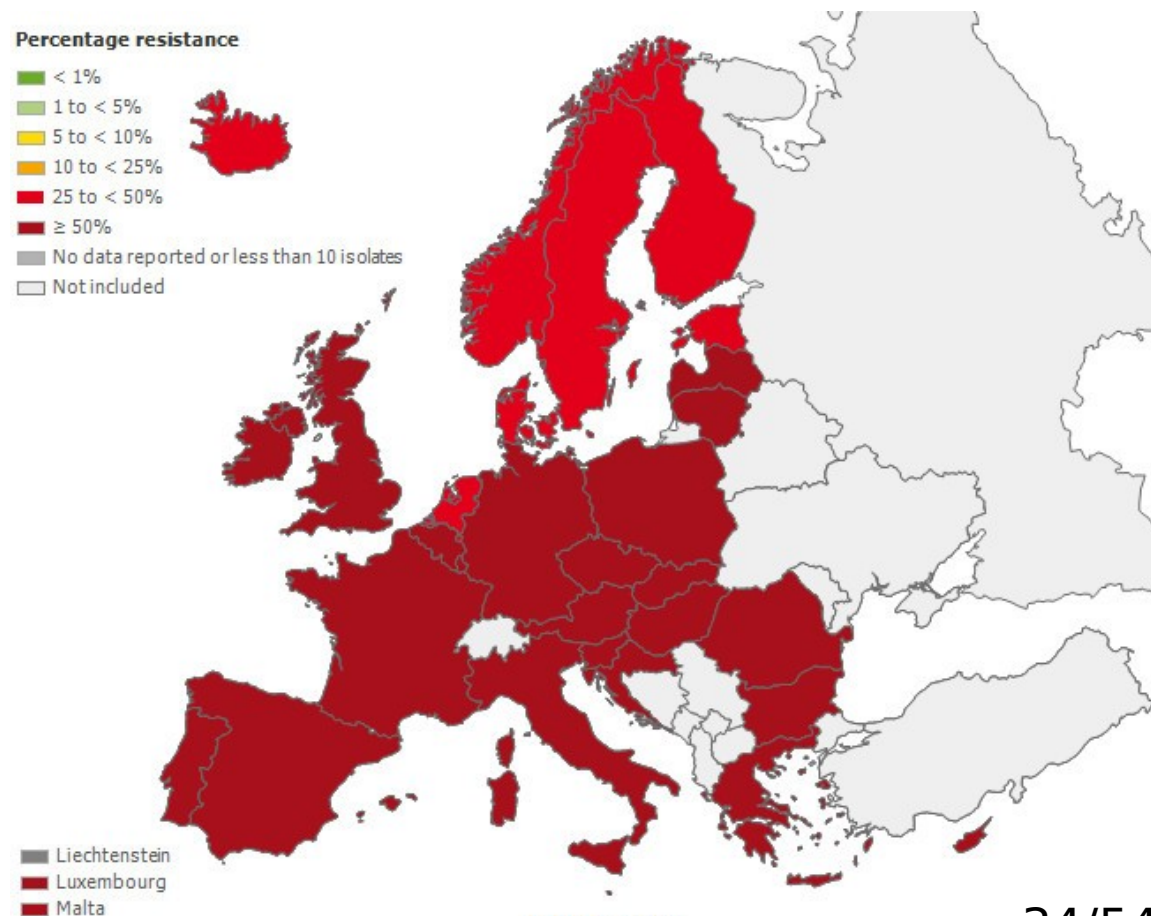 Percentage resistance
< 1%
1 to < 5%
5 to < 10%
10 to < 25%
25 to < 50%
≥ 50%
No data reported or less than 10 isolates
Not included
Liechtenstein
Luxembourg
Malta